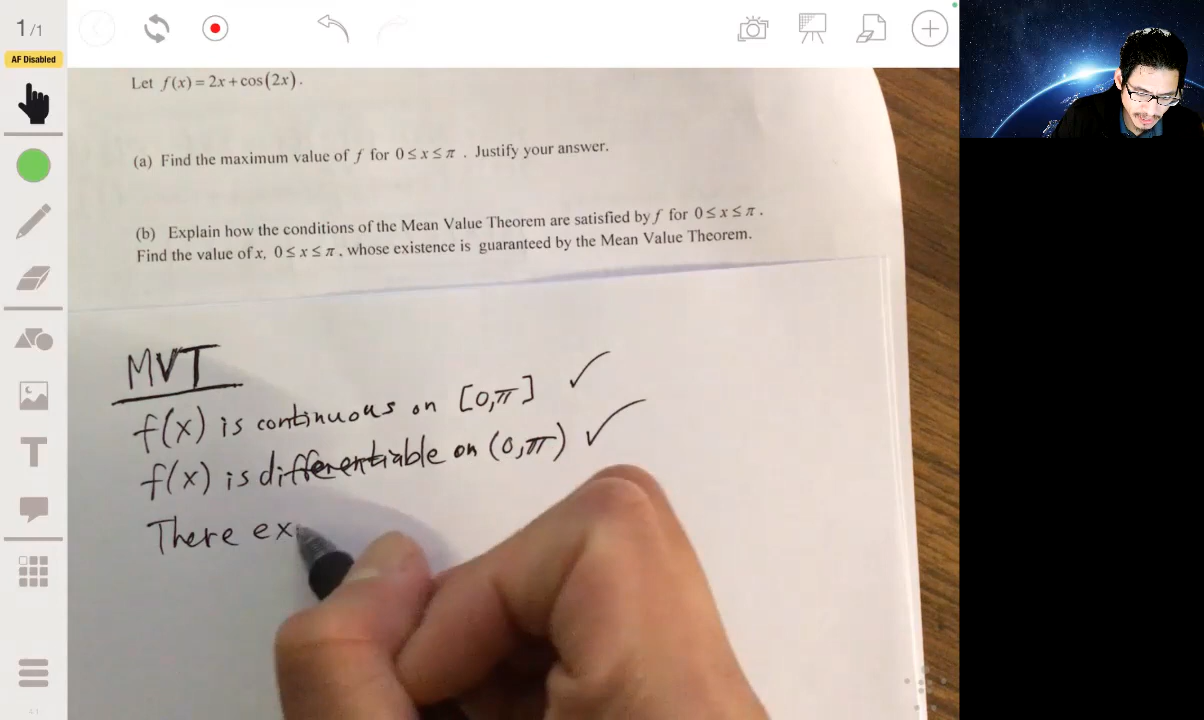 1/1
AF Disabled
Let f(x) = 2x + cos(2x).
(a) Find the maximum value of f for 0 ≤ x ≤ π . Justify your answer.
(b) Explain how the conditions of the Mean Value Theorem are satisfied by f for 0 ≤ x ≤ π .
Find the value of x, 0 ≤ x ≤ π , whose existence is guaranteed by the Mean Value Theorem.
MVT
f(x) is continuous on [0,π] ✓
f(x) is differentiable on (0,π) ✓
There ex
T